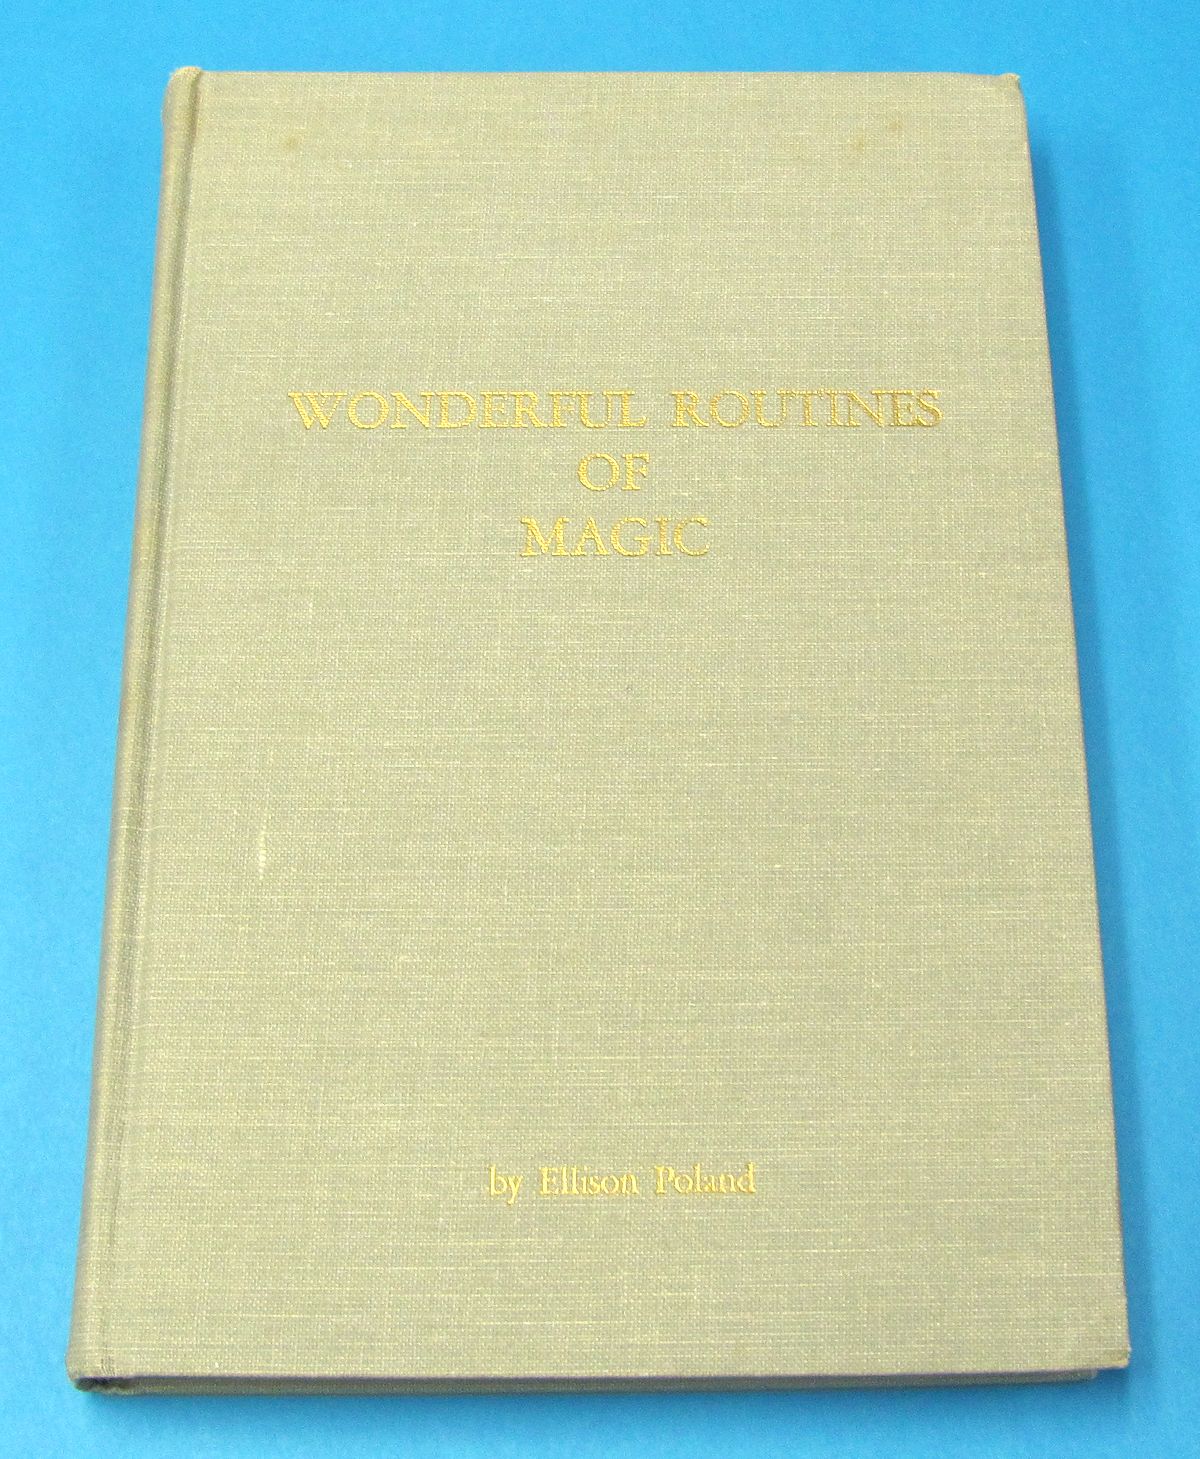 WONDERFUL ROUTINES
OF
MAGIC
by Ellison Poland